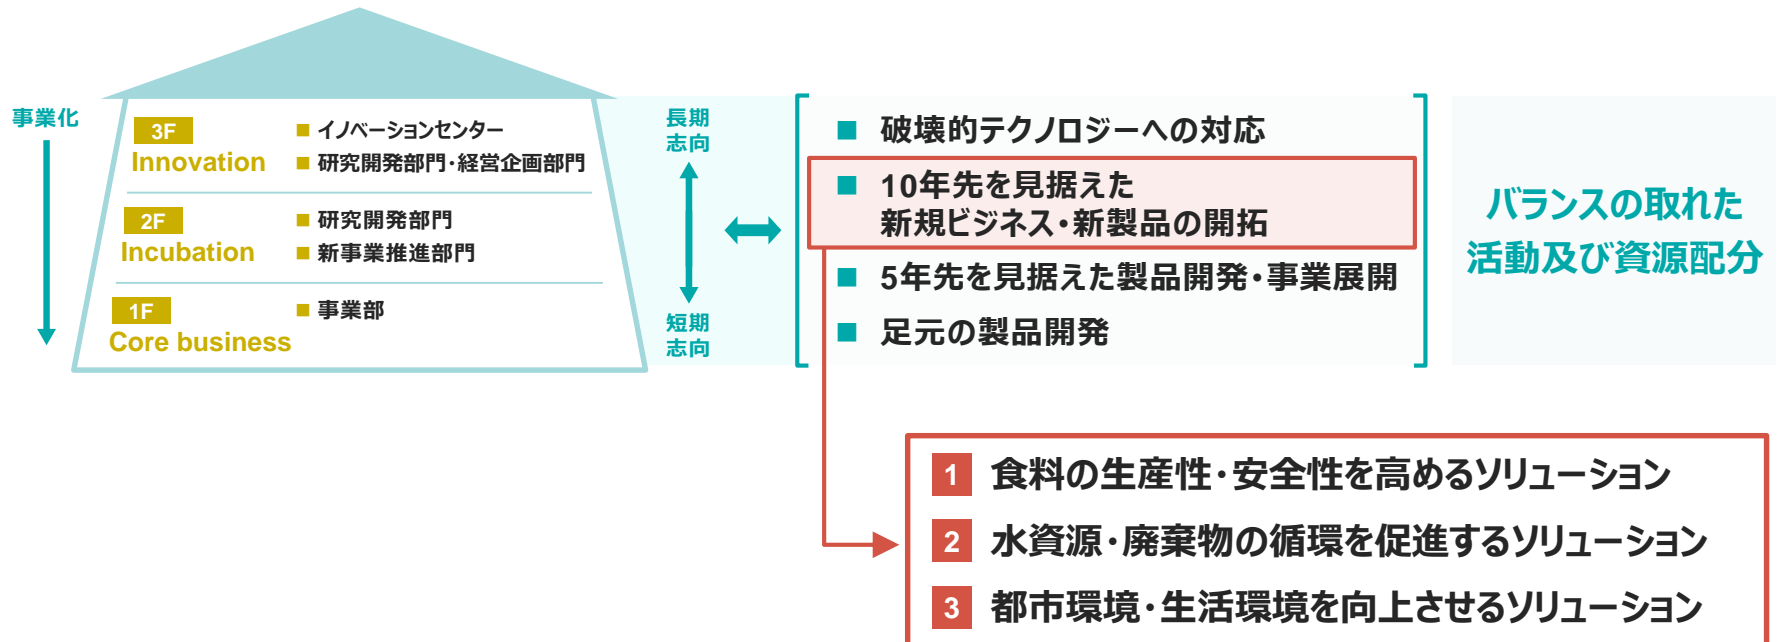 事業化
3F
Innovation
■ イノベーションセンター
■ 研究開発部門・経営企画部門
2F
Incubation
■ 研究開発部門
■ 新事業推進部門
1F
Core business
■ 事業部
長期
志向
短期
志向
■ 破壊的テクノロジーへの対応
■ 10年先を見据えた
新規ビジネス・新製品の開拓
■ 5年先を見据えた製品開発・事業展開
■ 足元の製品開発
バランスの取れた
活動及び資源配分
1 食料の生産性・安全性を高めるソリューション
2 水資源・廃棄物の循環を促進するソリューション
3 都市環境・生活環境を向上させるソリューション